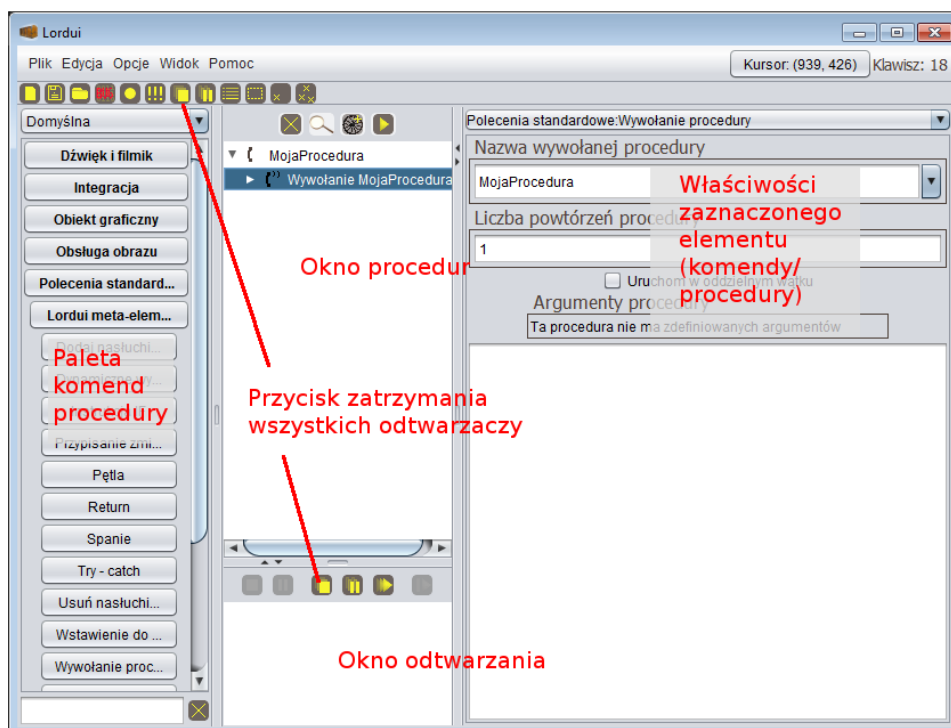 Lordui
Plik Edycja Opcje Widok Pomoc
Kursor: (939, 426)
Klawisz: 18
Domyślna
Dźwięk i filmik
Integracja
Obiekt graficzny
Obsługa obrazu
Polecenia standard...
Lordui meta-elem...
Dodaj nasłuchi...
Paleta
komend
procedury
Przypisanie zmi...
Pętla
Return
Spanie
Try - catch
Usuń nasłuchi...
Wstawienie do ...
Wywołanie proc...
MojaProcedura
Wywołanie MojaProcedura
Okno procedur
Przycisk zatrzymania
wszystkich odtwarzaczy
Okno odtwarzania
Polecenia standardowe:Wywołanie procedury
Nazwa wywołanej procedury
MojaProcedura
Liczba powtórzeń procedury
1
Uruchom w oddzielnym wątku
Argumenty procedury
Ta procedura nie ma zdefiniowanych argumentów
Właściwości
zaznaczonego
elementu
(komendy/
procedury)